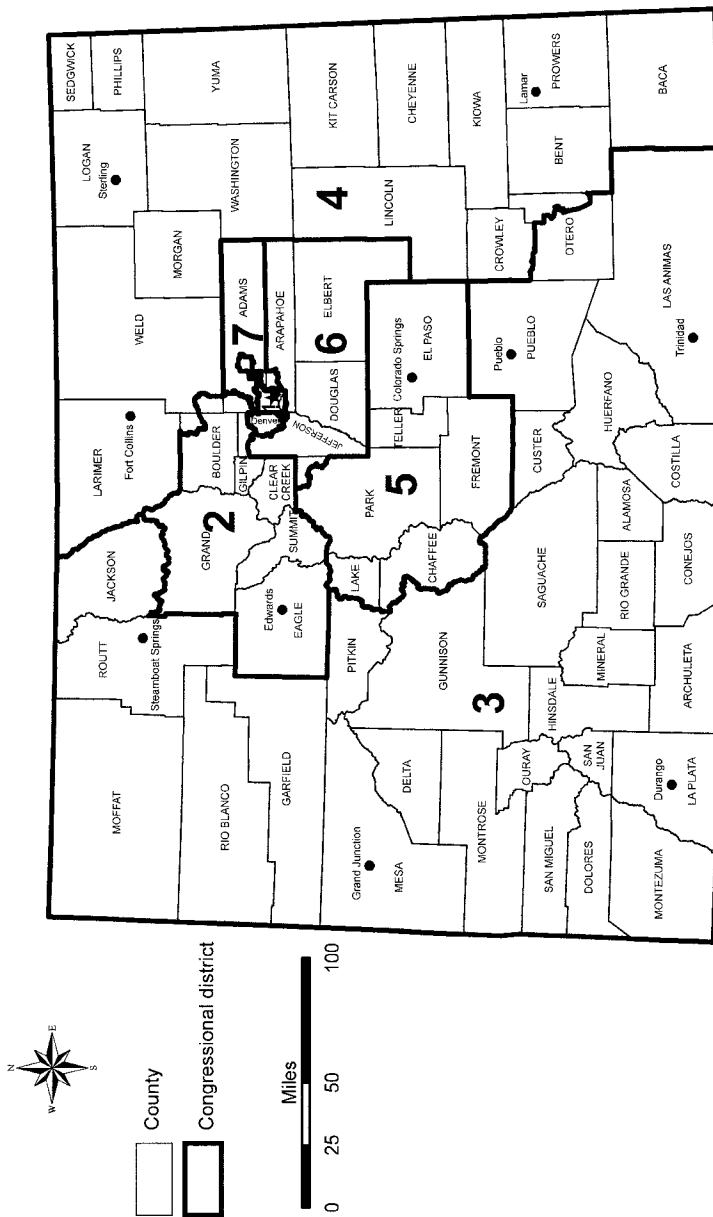 N
W E
S
County
Congressional district
Miles
0 25 50 100
MOFFAT
ROUTT
Steamboat Springs
JACKSON
LARIMER
Fort Collins
WELD
LOGAN
Sterling
SEDGWICK
PHILLIPS
MORGAN
WASHINGTON
YUMA
RIO BLANCO
GRAND
2
BOULDER
GILPIN
CLEAR
CREEK
7
ADAMS
ARAPAHOE
Denver
1
GARFIELD
Edwards
EAGLE
SUMMIT
JEFFERSON
DOUGLAS
6
ELBERT
4
LINCOLN
KIT CARSON
CHEYENNE
Grand Junction
MESA
DELTA
PITKIN
LAKE
PARK
5
CHAFFEE
TELLER
Colorado Springs
EL PASO
FREMONT
GUNNISON
3
MONTROSE
OURAY
SAN MIGUEL
DOLORES
SAN
JUAN
HINSDALE
MINERAL
SAGUACHE
RIO GRANDE
ALAMOSA
CUSTER
Pueblo
PUEBLO
CROWLEY
KIOWA
OTERO
BENT
Lamar
PROWERS
MONTEZUMA
Durango
LA PLATA
ARCHULETA
CONEJOS
COSTILLA
HUERFANO
LAS ANIMAS
Trinidad
BACA